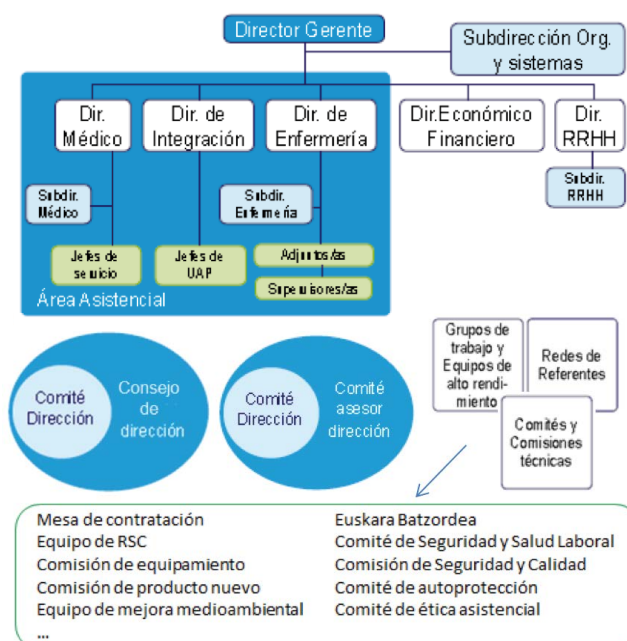 Director Gerente
Subdirección Org.
y sistemas
Dir.
Médico
Dir. de
Integración
Dir. de
Enfermería
Dir.Económico
Financiero
Dir.
RRHH
Subdir.
Médico
Subdir.
Enfermería
Subdir.
RRHH
Jefes de
servicio
Jefes de
UAP
Adjuntos/as
Supervisores/as
Área Asistencial
Comité
Dirección
Consejo
de
dirección
Comité
Dirección
Comité
asesor
dirección
Grupos de
trabajo y
Equipos de
alto rendi-
miento
Redes de
Referentes
Comités y
Comisiones
técnicas
Mesa de contratación
Equipo de RSC
Comisión de equipamiento
Comisión de producto nuevo
Equipo de mejora medioambiental
...
Euskara Batzordea
Comité de Seguridad y Salud Laboral
Comisión de Seguridad y Calidad
Comité de autoprotección
Comité de ética asistencial